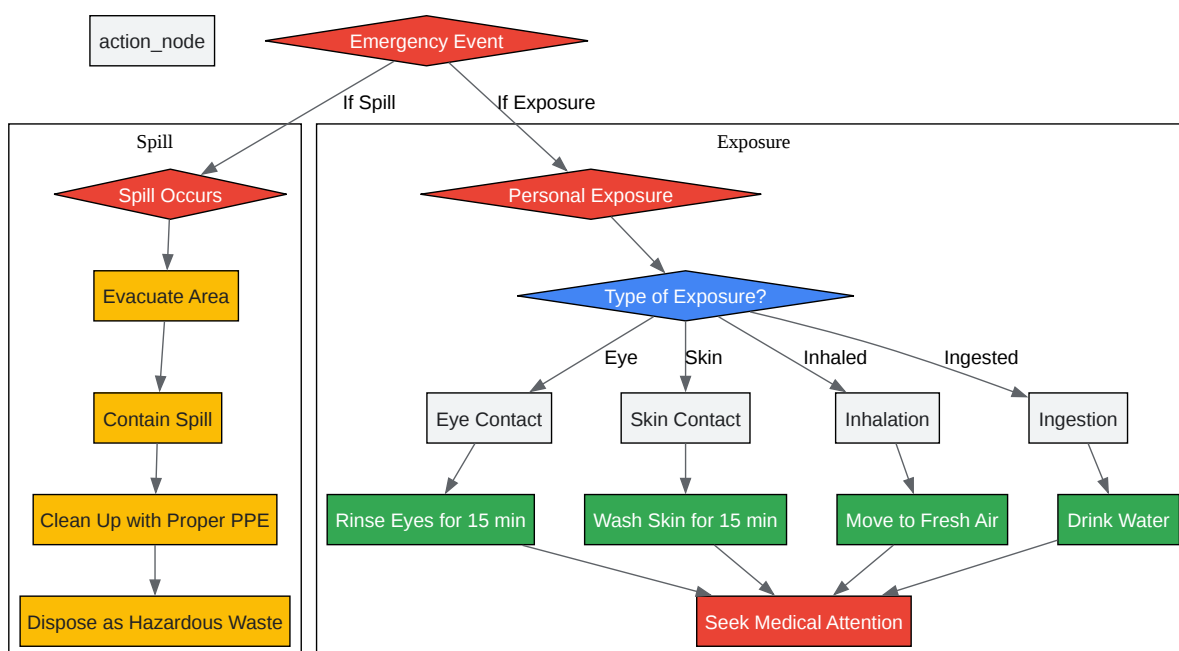 action_node
Emergency Event
If Spill
If Exposure
Spill
Exposure
Spill Occurs
Personal Exposure
Evacuate Area
Type of Exposure?
Eye
Skin
Inhaled
Ingested
Contain Spill
Eye Contact
Skin Contact
Inhalation
Ingestion
Clean Up with Proper PPE
Rinse Eyes for 15 min
Wash Skin for 15 min
Move to Fresh Air
Drink Water
Dispose as Hazardous Waste
Seek Medical Attention